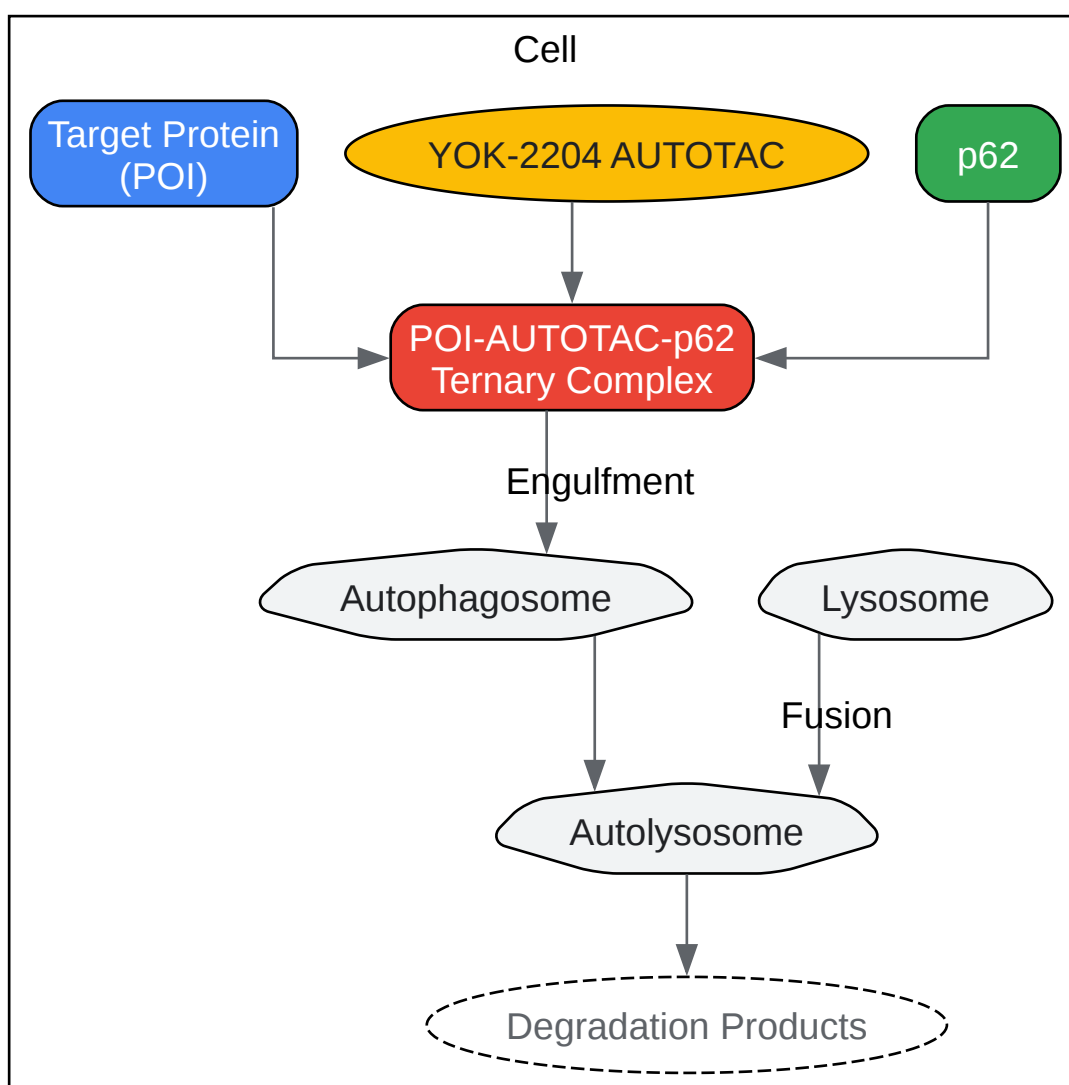 Cell
Target Protein
(POI)
YOK-2204 AUTOTAC
p62
POI-AUTOTAC-p62
Ternary Complex
Engulfment
Autophagosome
Lysosome
Fusion
Autolysosome
Degradation Products